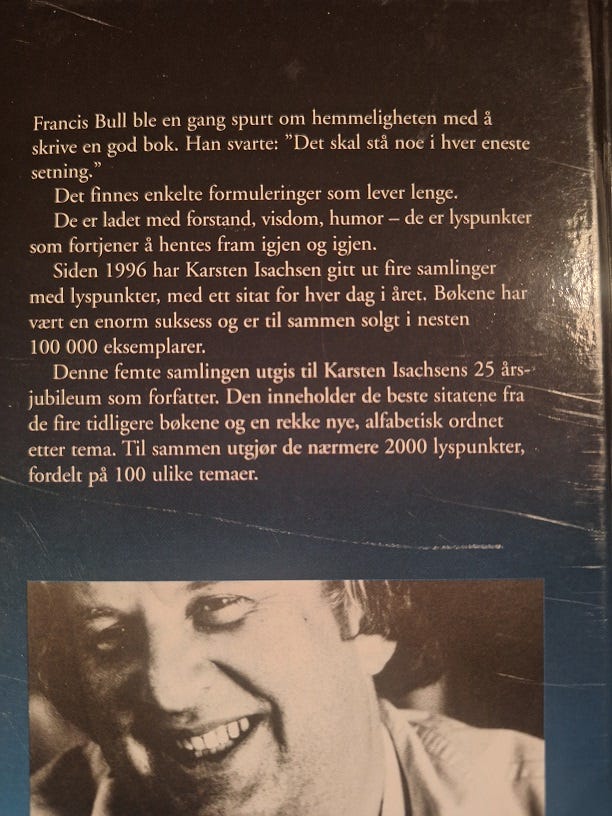 Francis Bull ble en gang spurt om hemmeligheten med å
skrive en god bok. Han svarte: ”Det skal stå noe i hver eneste
setning.”
Det finnes enkelte formuleringer som lever lenge.
De er ladet med forstand, visdom, humor – de er lyspunkter
som fortjener å hentes fram igjen og igjen.
Siden 1996 har Karsten Isachsen gitt ut fire samlinger
med lyspunkter, med ett sitat for hver dag i året. Bøkene har
vært en enorm suksess og er til sammen solgt i nesten
100 000 eksemplarer.
Denne femte samlingen utgis til Karsten Isachsens 25 års-
jubileum som forfatter. Den inneholder de beste sitatene fra
de fire tidligere bøkene og en rekke nye, alfabetisk ordnet
etter tema. Til sammen utgjør de nærmere 2000 lyspunkter,
fordelt på 100 ulike temaer.